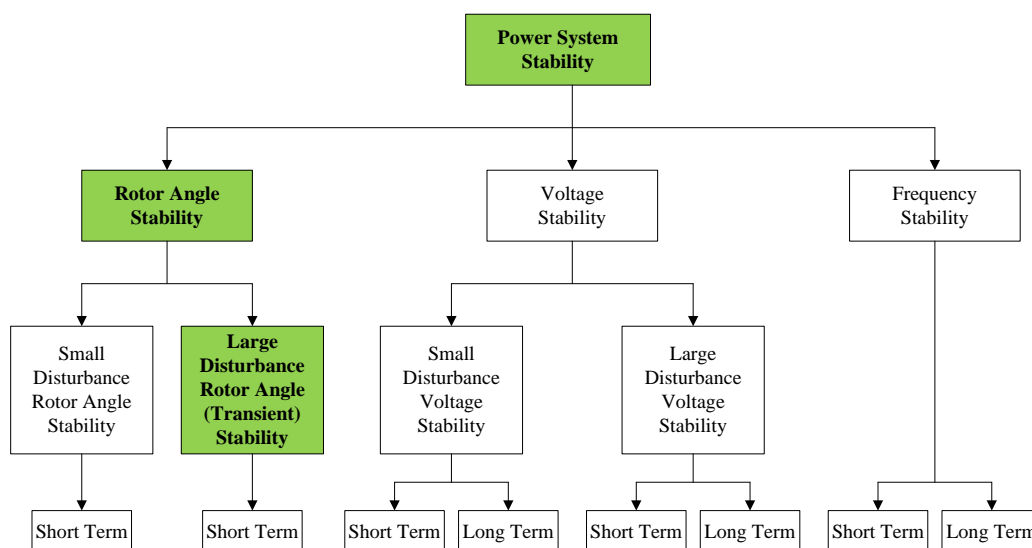 Power System
Stability
Rotor Angle
Stability
Voltage
Stability
Frequency
Stability
Small
Disturbance
Rotor Angle
Stability
Large
Disturbance
Rotor Angle
(Transient)
Stability
Small
Disturbance
Voltage
Stability
Large
Disturbance
Voltage
Stability
Short Term
Short Term
Short Term
Long Term
Short Term
Long Term
Short Term
Long Term